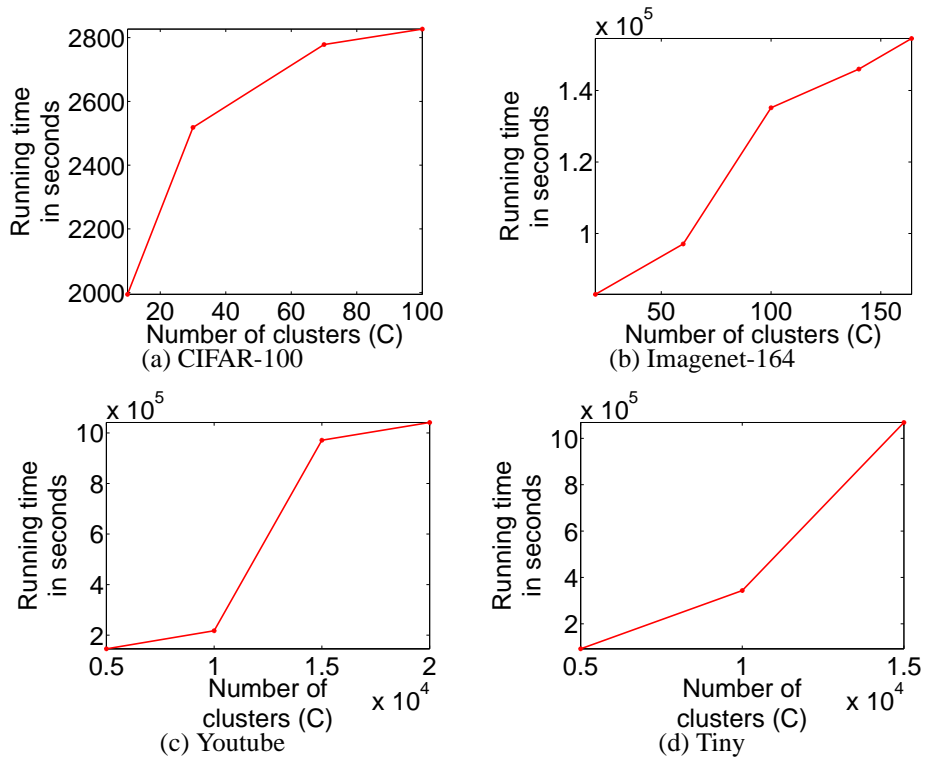 2800
2600
2400
2200
2000
Running time
in seconds
20 40 60 80 100
Number of clusters (C)
(a) CIFAR-100
x 10^5
1.4
1.2
1
Running time
in seconds
50 100 150
Number of clusters (C)
(b) Imagenet-164
x 10^5
10
8
6
4
2
Running time
in seconds
0.5 1 1.5 2
Number of
clusters (C)
x 10^4
(c) Youtube
x 10^5
10
8
6
4
2
Running time
in seconds
0.5 1 1.5
Number of
clusters (C)
x 10^4
(d) Tiny